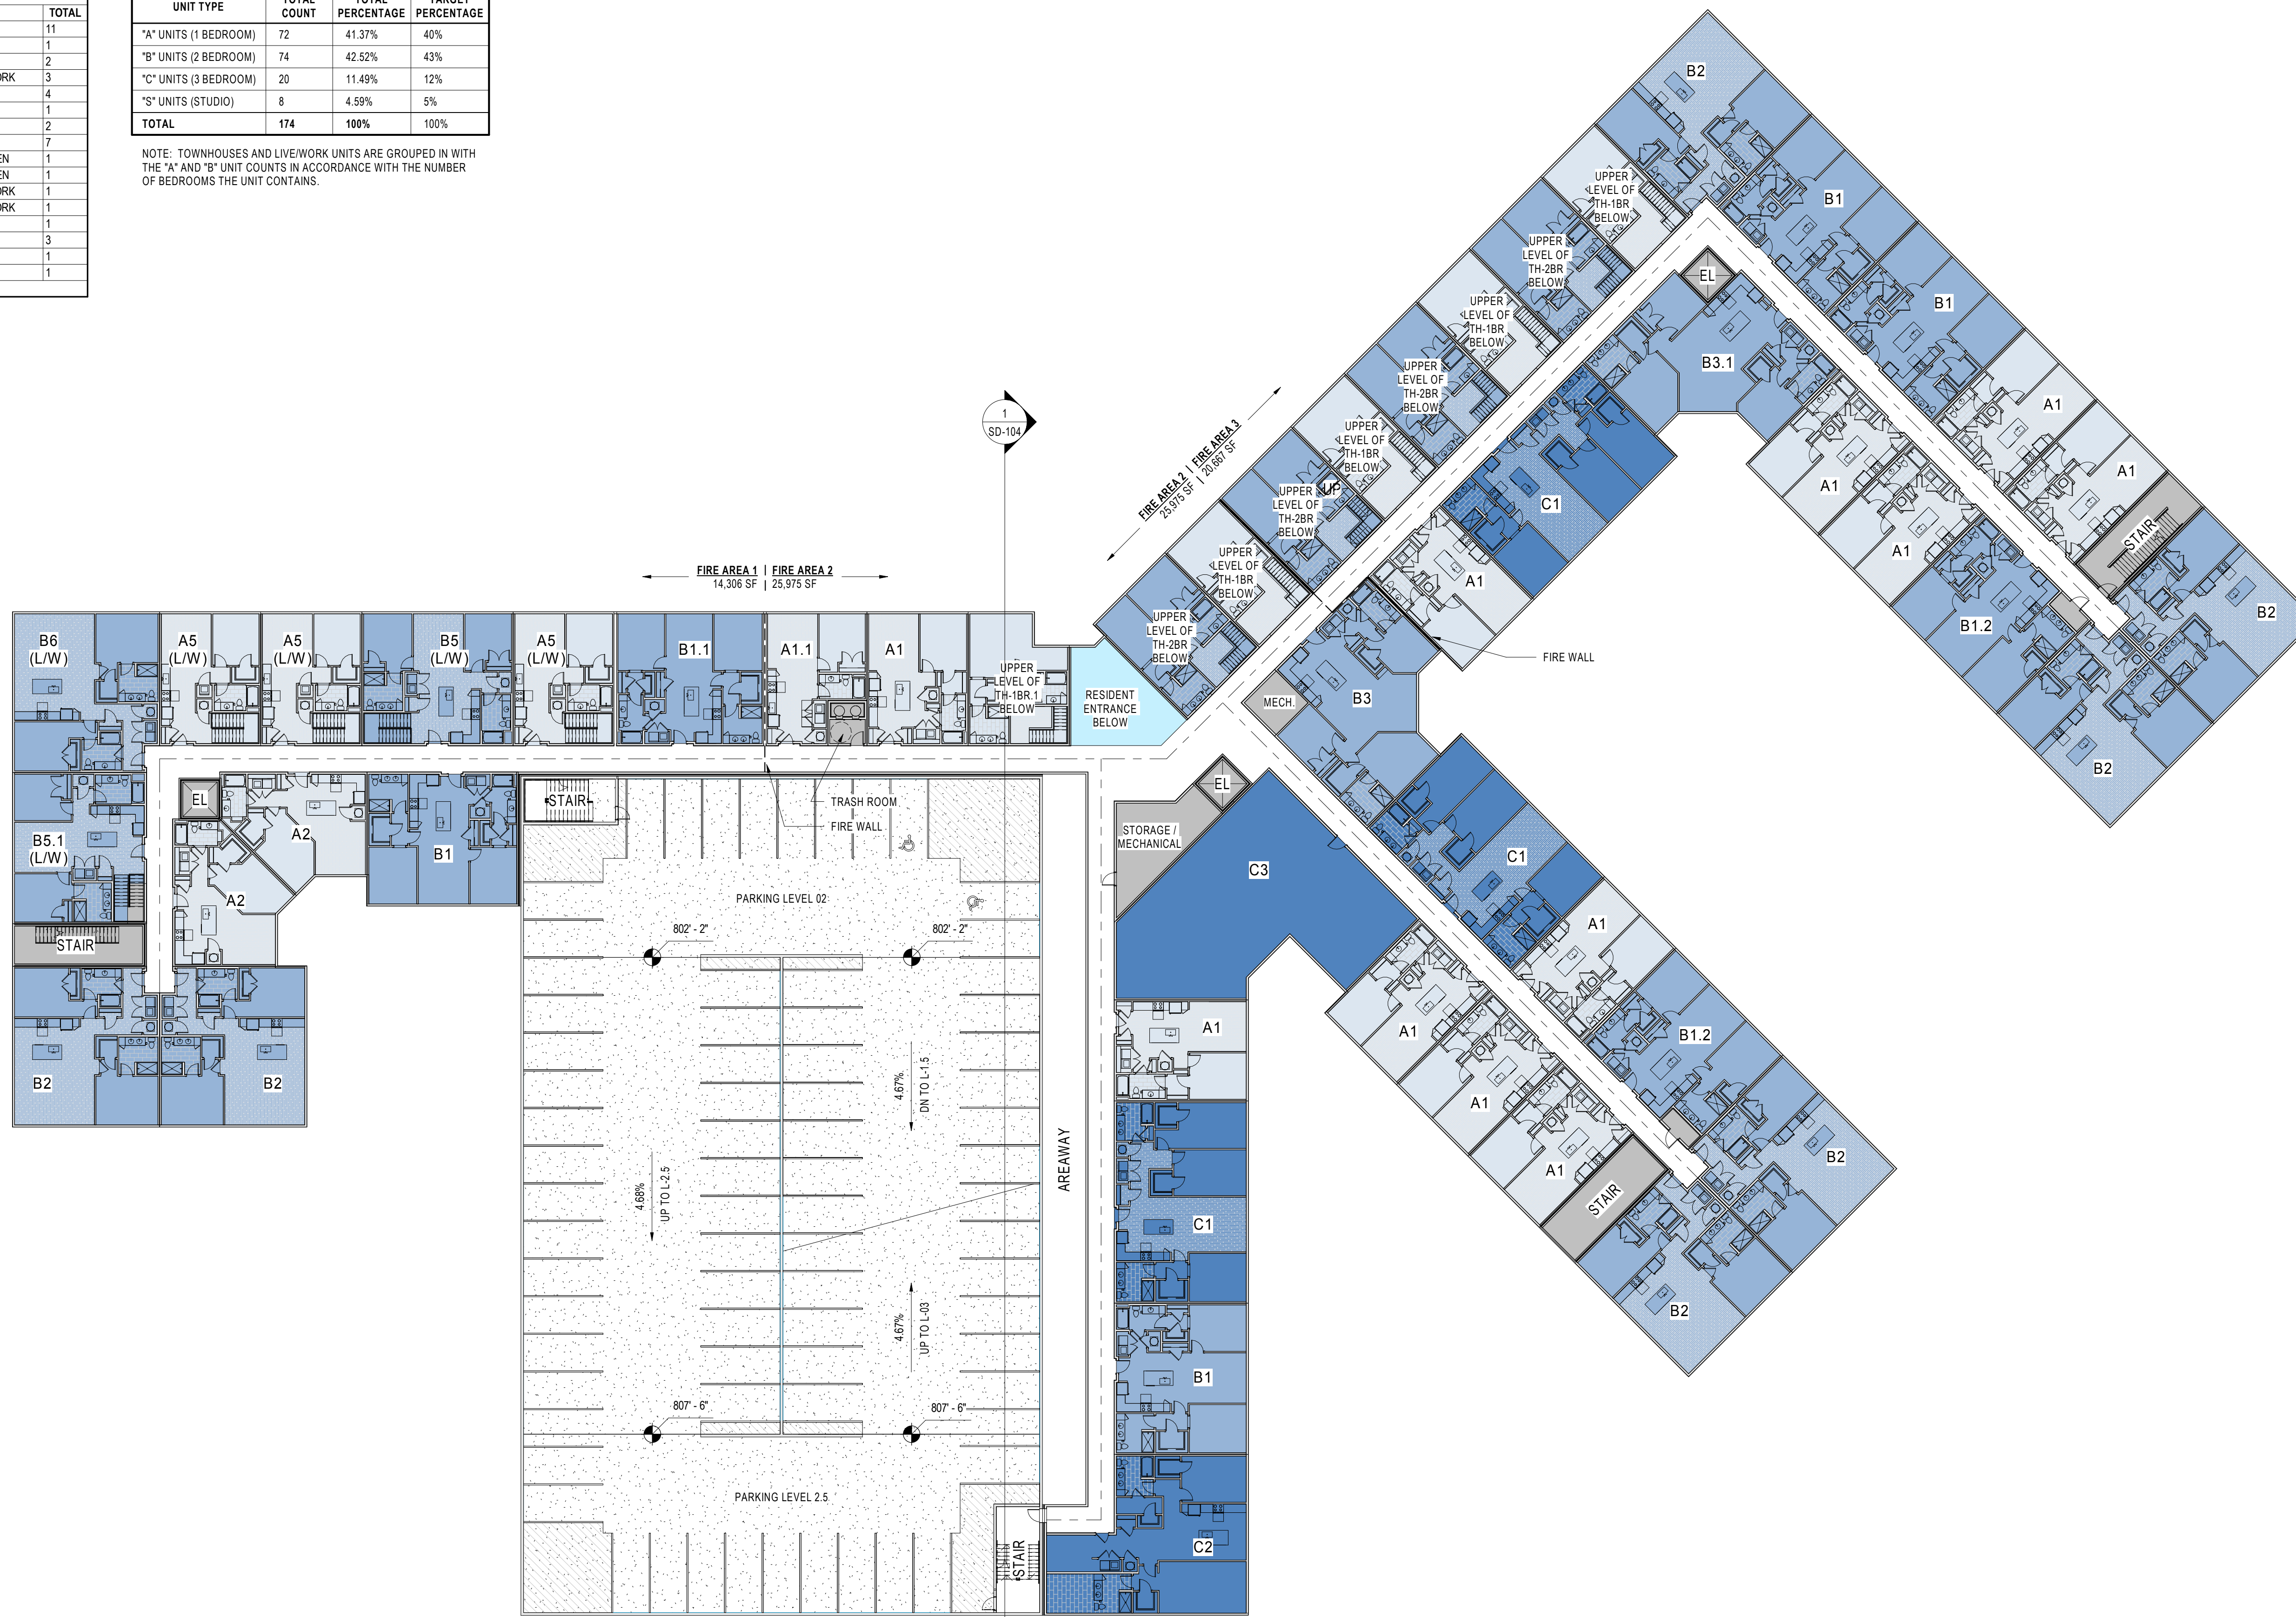 TOTAL
11
1
2
ORK 3
4
1
2
7
EN 1
EN 1
ORK 1
ORK 1
1
3
1
1
UNIT TYPE
COUNT PERCENTAGE PERCENTAGE
"A" UNITS (1 BEDROOM) 72 41.37% 40%
"B" UNITS (2 BEDROOM) 74 42.52% 43%
"C" UNITS (3 BEDROOM) 20 11.49% 12%
"S" UNITS (STUDIO) 8 4.59% 5%
TOTAL 174 100% 100%
NOTE: TOWNHOUSES AND LIVE/WORK UNITS ARE GROUPED IN WITH
THE "A" AND "B" UNIT COUNTS IN ACCORDANCE WITH THE NUMBER
OF BEDROOMS THE UNIT CONTAINS.
B2
UPPER
LEVEL OF
TH-1BR
BELOW
B1
UPPER
LEVEL OF
TH-2BR
BELOW
EL
B1
UPPER
LEVEL OF
TH-1BR
BELOW
B3.1
UPPER
LEVEL OF
TH-2BR
BELOW
A1
1
SD-104
FIRE AREA 2 | FIRE AREA 3
25,975 SF | 20,667 SF
UPPER
LEVEL OF
TH-1BR
BELOW
A1
A1
UP
UPPER
LEVEL OF
TH-2BR
BELOW
C1
STAIR
A1
UPPER
LEVEL OF
TH-1BR
BELOW
A1
FIRE AREA 1 | FIRE AREA 2
14,306 SF | 25,975 SF
B2
B1.2
UPPER
LEVEL OF
TH-2BR
BELOW
FIRE WALL
B6
(L/W)
A5
(L/W)
A5
(L/W)
B5
(L/W)
A5
(L/W)
B1.1
A1.1
A1
UPPER
LEVEL OF
TH-1BR.1
BELOW
RESIDENT
ENTRANCE
BELOW
MECH.
B3
B2
EL
STAIR
TRASH ROOM
FIRE WALL
EL
A2
B1
B5.1
(L/W)
A2
STORAGE /
MECHANICAL
C3
C1
PARKING LEVEL 02
802' - 2"
802' - 2"
STAIR
A1
B2
B2
A1
A1
B1.2
A1
A1
B2
STAIR
B2
4.67%
DN TO L-1.5
AREAWAY
4.68%
UP TO L-2.5
C1
4.67%
UP TO L-03
B1
807' - 6"
807' - 6"
PARKING LEVEL 2.5
STAIR
C2